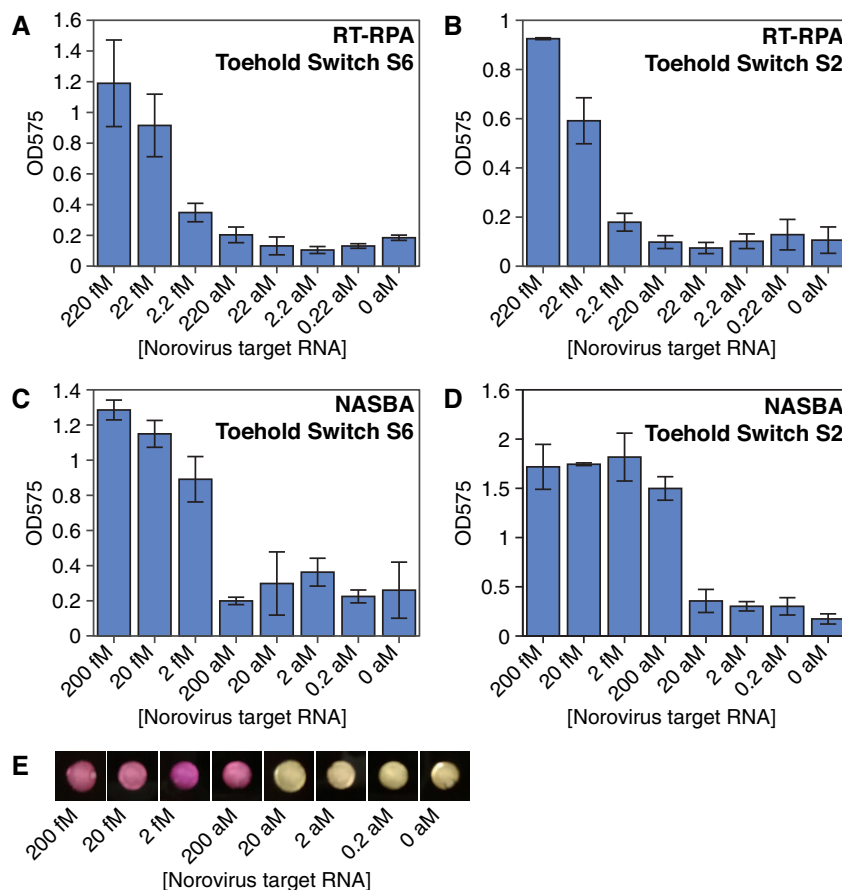 A
RT-RPA
Toehold Switch S6
OD575
1.6
1.4
1.2
1
0.8
0.6
0.4
0.2
0
220 fM
22 fM
2.2 fM
220 aM
22 aM
2.2 aM
0.22 aM
0 aM
[Norovirus target RNA]
B
RT-RPA
Toehold Switch S2
OD575
1
0.8
0.6
0.4
0.2
0
220 fM
22 fM
2.2 fM
220 aM
22 aM
2.2 aM
0.22 aM
0 aM
[Norovirus target RNA]
C
NASBA
Toehold Switch S6
OD575
1.4
1.2
1
0.8
0.6
0.4
0.2
0
200 fM
20 fM
2 fM
200 aM
20 aM
2 aM
0.2 aM
0 aM
[Norovirus target RNA]
D
NASBA
Toehold Switch S2
OD575
1.6
2
1.5
1
0.5
0
200 fM
20 fM
2 fM
200 aM
20 aM
2 aM
0.2 aM
0 aM
[Norovirus target RNA]
E
200 fM
20 fM
2 fM
200 aM
20 aM
2 aM
0.2 aM
0 aM
[Norovirus target RNA]